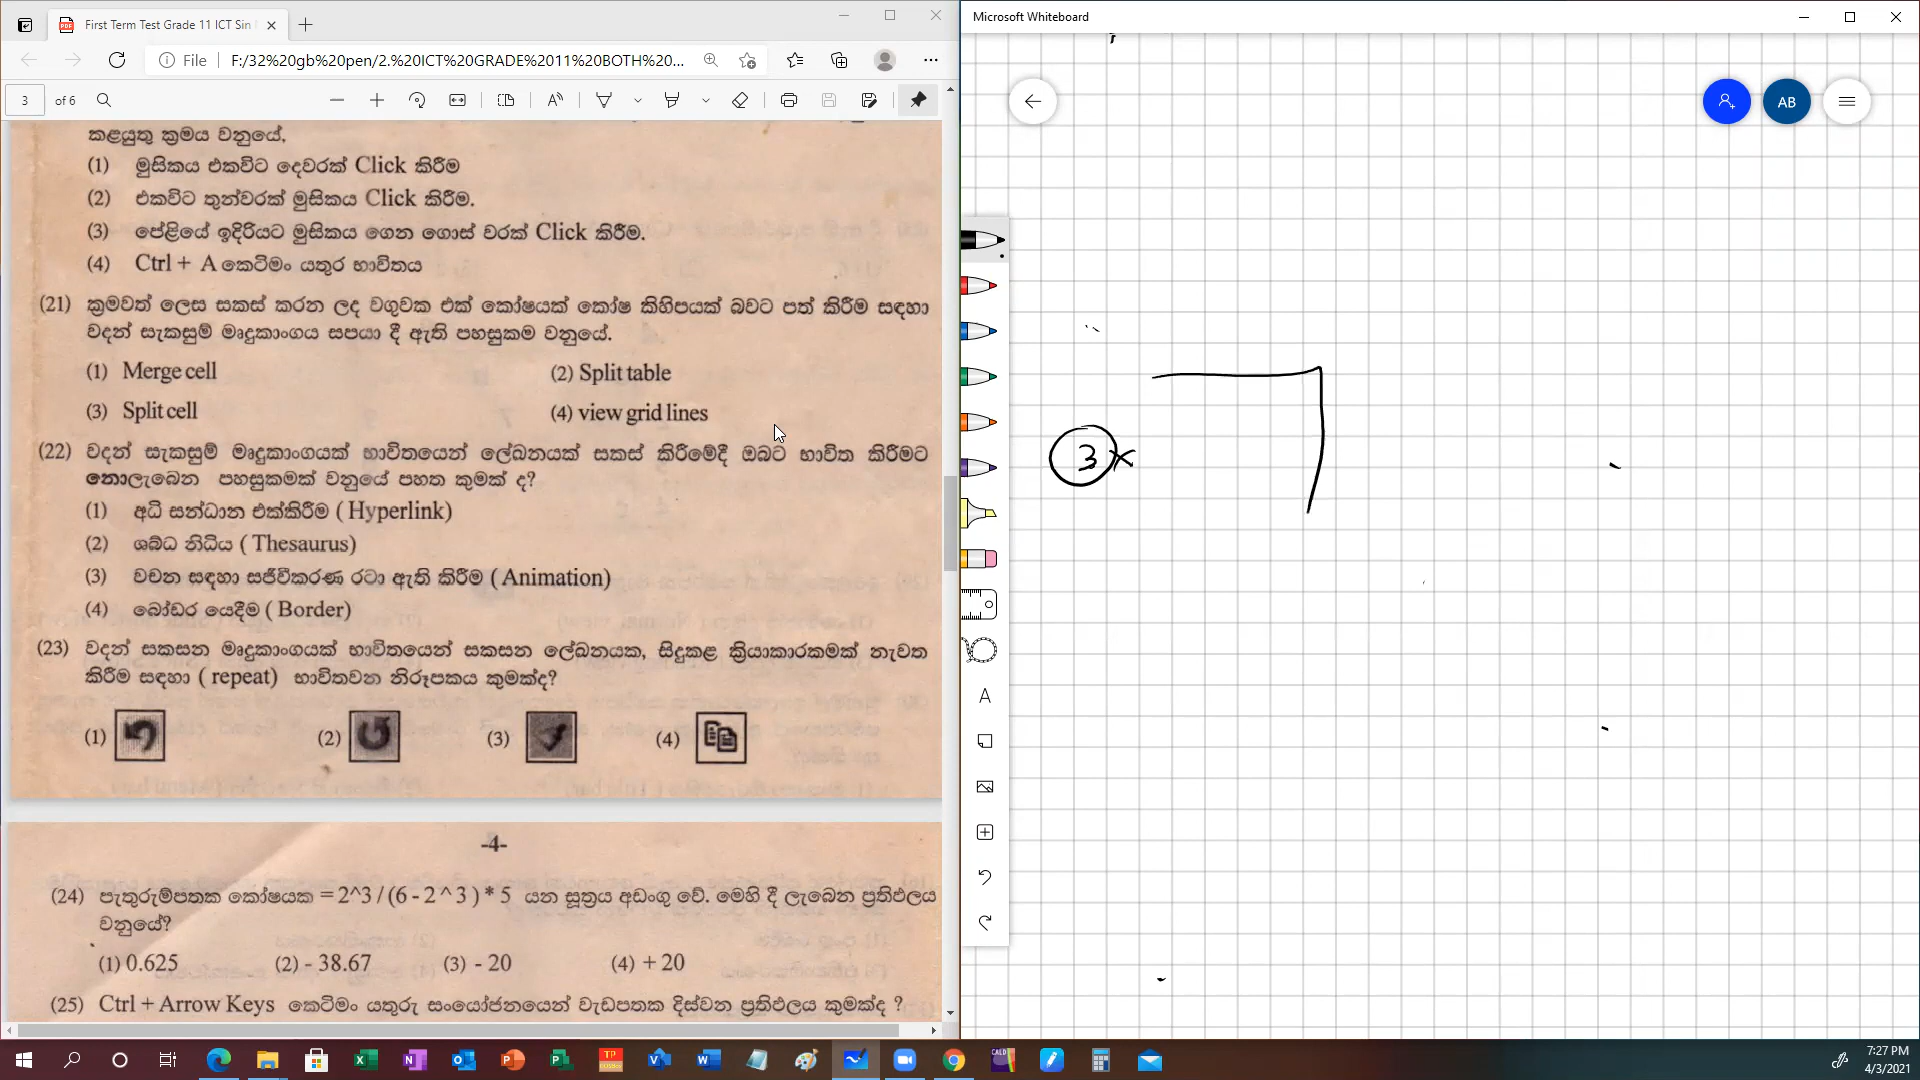 First Term Test Grade 11 ICT Sin
Microsoft Whiteboard
File
F:/32%20gb%20pen/2.%20ICT%20GRADE%2011%20BOTH%20...
3 of 6
AB
කළයුතු ක්‍රමය වනුයේ,
(1) මුසිකය එකවිට දෙවරක් Click කිරීම
(2) එකවිට තුන්වරක් මුසිකය Click කිරීම.
(3) පේළියේ ඉදිරියට මුසිකය ගෙන ගොස් වරක් Click කිරීම.
(4) Ctrl + A කෙටිමං යතුර භාවිතය
(21) ක්‍රමවත් ලෙස සකස් කරන ලද වගුවක එක් කෝෂයක් කෝෂ කිහිපයක් බවට පත් කිරීම සඳහා
වදන් සැකසුම් මෘදුකාංගය සපයා දී ඇති පහසුකම වනුයේ.
(1) Merge cell (2) Split table
(3) Split cell (4) view grid lines
(22) වදන් සැකසුම් මෘදුකාංගයක් භාවිතයෙන් ලේඛනයක් සකස් කිරීමේදී ඔබට භාවිත කිරීමට
නොලැබෙන පහසුකමක් වනුයේ පහත කුමක් ද?
(1) අධි සන්ධාන එක්කිරීම ( Hyperlink)
(2) ශබ්ධ නිධිය ( Thesaurus)
(3) වචන සඳහා සජීවීකරණ රටා ඇති කිරීම ( Animation)
(4) බෝඩර යෙදීම ( Border)
(23) වදන් සකසන මෘදුකාංගයක් භාවිතයෙන් සකසන ලේඛනයක, සිදුකළ ක්‍රියාකාරකමක් නැවත
කිරීම සඳහා ( repeat) භාවිතවන නිරූපකය කුමක්ද?
(1) (2) (3) (4)
-4-
(24) පැතුරුම්පතක කෝෂයක = 2^3 / (6 - 2 ^ 3 ) * 5 යන සූත්‍රය අඩංගු වේ. මෙහි දී ලැබෙන ප්‍රතිඵලය
වනුයේ?
(1) 0.625 (2) - 38.67 (3) - 20 (4) + 20
(25) Ctrl + Arrow Keys කෙටිමං යතුරු සංයෝජනයෙන් වැඩපතක දිස්වන ප්‍රතිඵලය කුමක්ද ?
3 x
A
7:27 PM
4/3/2021